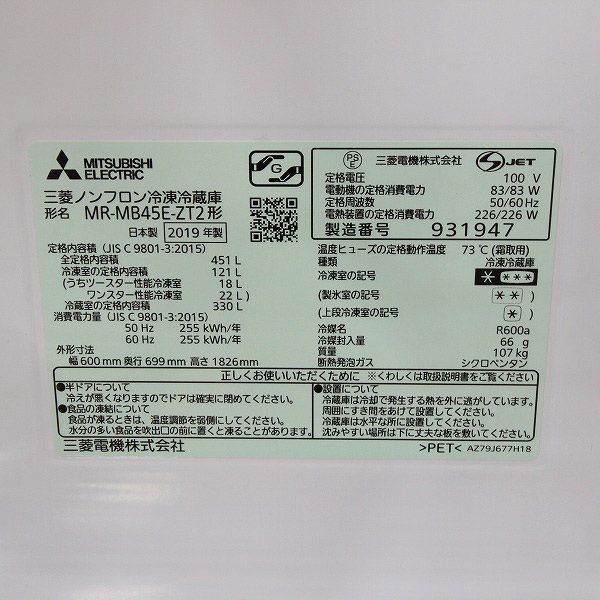 MITSUBISHI
ELECTRIC
G
三菱ノンフロン冷凍冷蔵庫
形名 MR-MB45E-ZT2形
日本製 2019年製
定格内容積 (JIS C 9801-3:2015)
全定格内容積 451 L
冷凍室の定格内容積 121 L
(うちツースター性能冷凍室 18 L
ワンスター性能冷凍室 22 L)
冷蔵室の定格内容積 330 L
消費電力量 (JIS C 9801-3:2015)
50 Hz 255 kWh/年
60 Hz 255 kWh/年
外形寸法
幅 600 mm 奥行 699 mm 高さ 1826mm
PSE 三菱電機株式会社 S JET
定格電圧 100 V
電動機の定格消費電力 83/83 W
定格周波数 50/60 Hz
電熱装置の定格消費電力 226/226 W
製造番号 931947
温度ヒューズの定格動作温度 73 ℃ (霜取用)
種類 冷凍冷蔵庫
冷凍室の記号 * ***
(製氷室の記号 **)
(上段冷凍室の記号 *)
冷媒名 R600a
冷媒封入量 66 g
質量 107 kg
断熱発泡ガス シクロペンタン
正しくお使いいただくために ※くわしくは取扱説明書をご覧ください
●半ドアについて
冷えが悪くなりますのでドアは確実に閉めてください。
●食品の凍結について
食品が凍るときは、温度調節を弱側にしてください。
水分の多い食品を吹出口の前に置くと凍ることがあります。
●設置について
冷蔵庫は冷却で発生する熱を外に逃がしています。
周囲にすき間をあけて設置してください。
冷蔵庫は水平な所に設置してください。
沈みやすい場所は下に丈夫な板を敷いてください。
三菱電機株式会社 >PET< AZ79J677H18